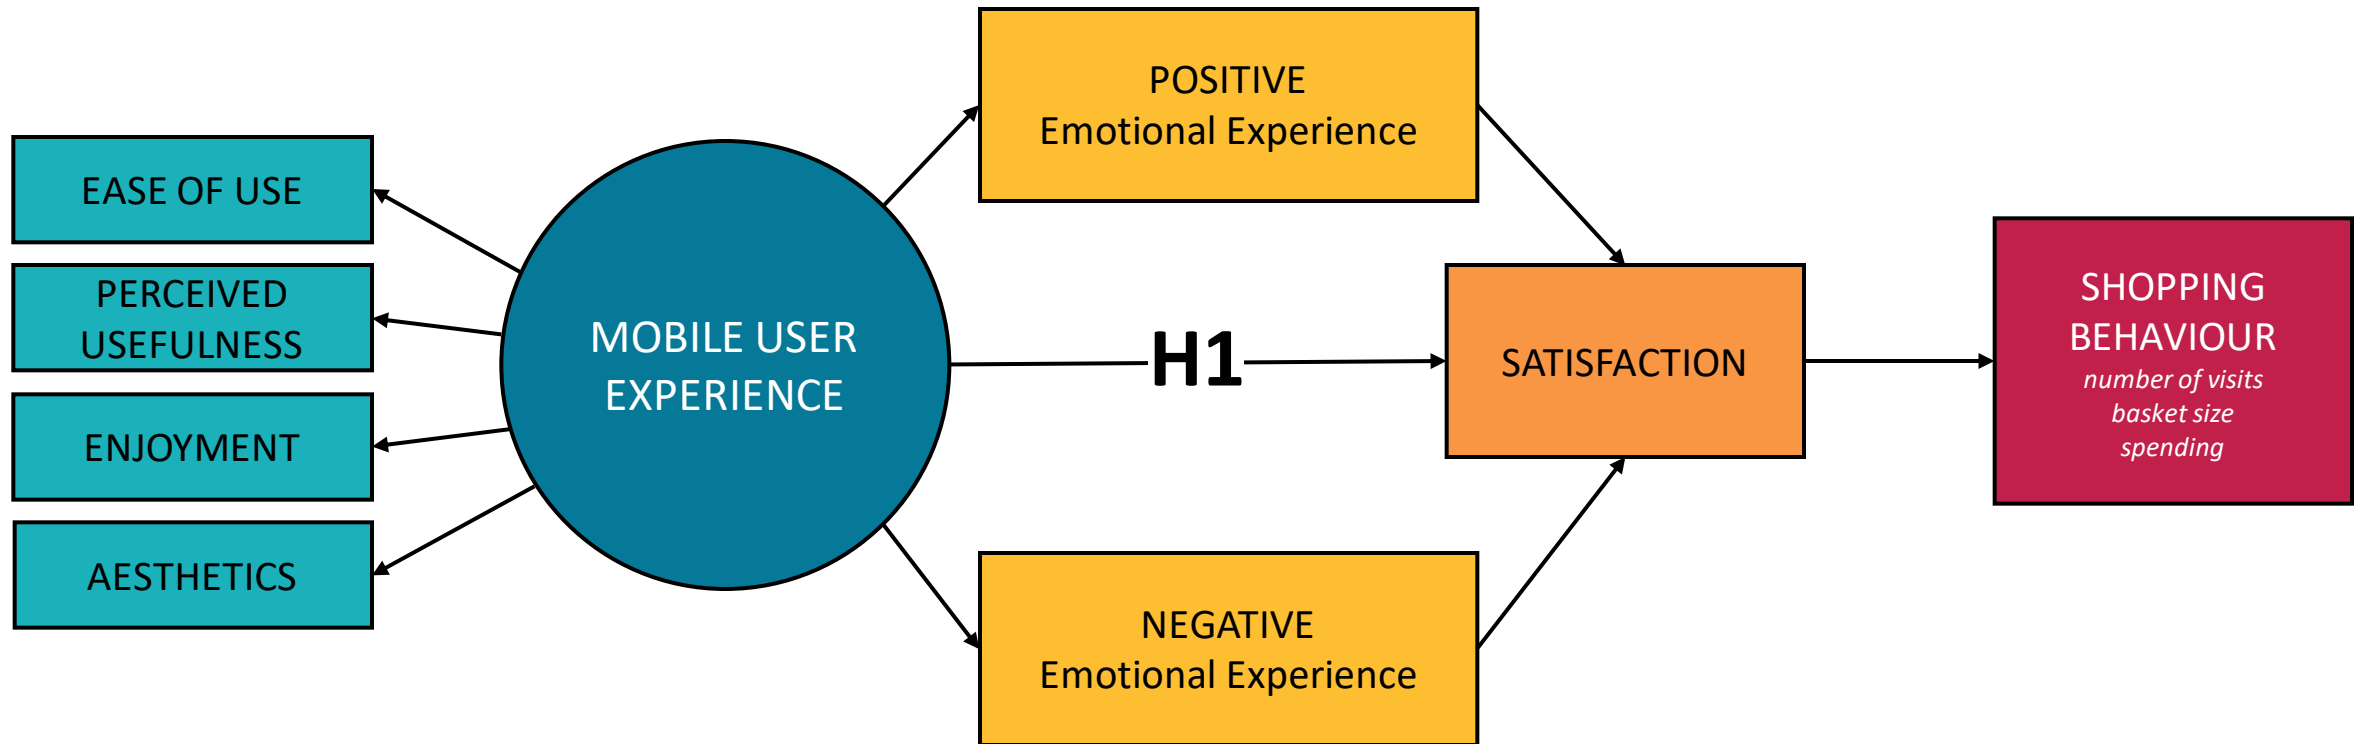 EASE OF USE
PERCEIVED
USEFULNESS
ENJOYMENT
AESTHETICS
MOBILE USER
EXPERIENCE
POSITIVE
Emotional Experience
H1
NEGATIVE
Emotional Experience
SATISFACTION
SHOPPING
BEHAVIOUR
number of visits
basket size
spending